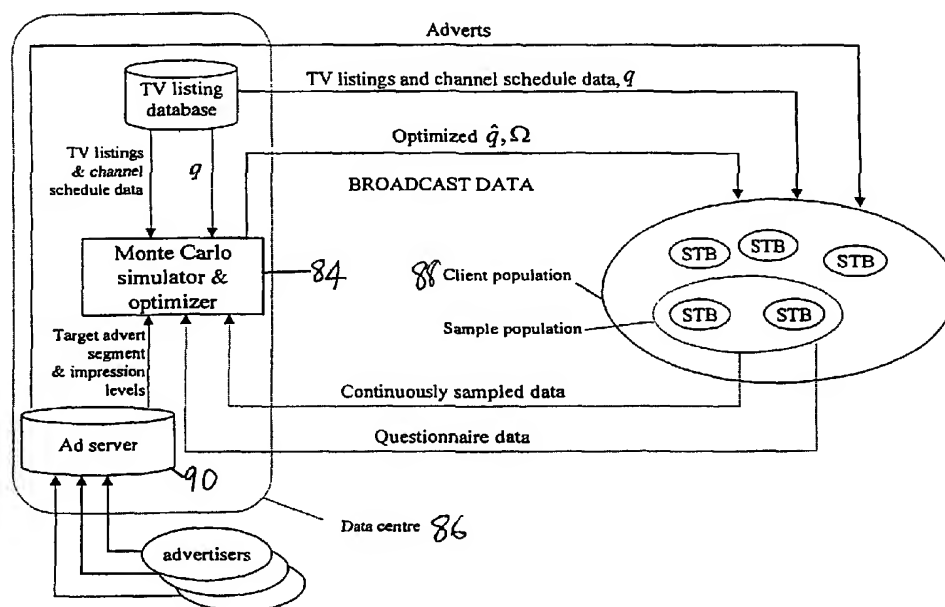 Adverts
TV listing
database
TV listings and channel schedule data, q
TV listings
& channel
schedule data
q
Optimized q̂, Ω
BROADCAST DATA
Monte Carlo
simulator &
optimizer
84
88 Client population
STB
STB
STB
Sample population
STB
STB
Target advert
segment
& impression
levels
Continuously sampled data
Ad server
Questionnaire data
90
Data centre 86
advertisers